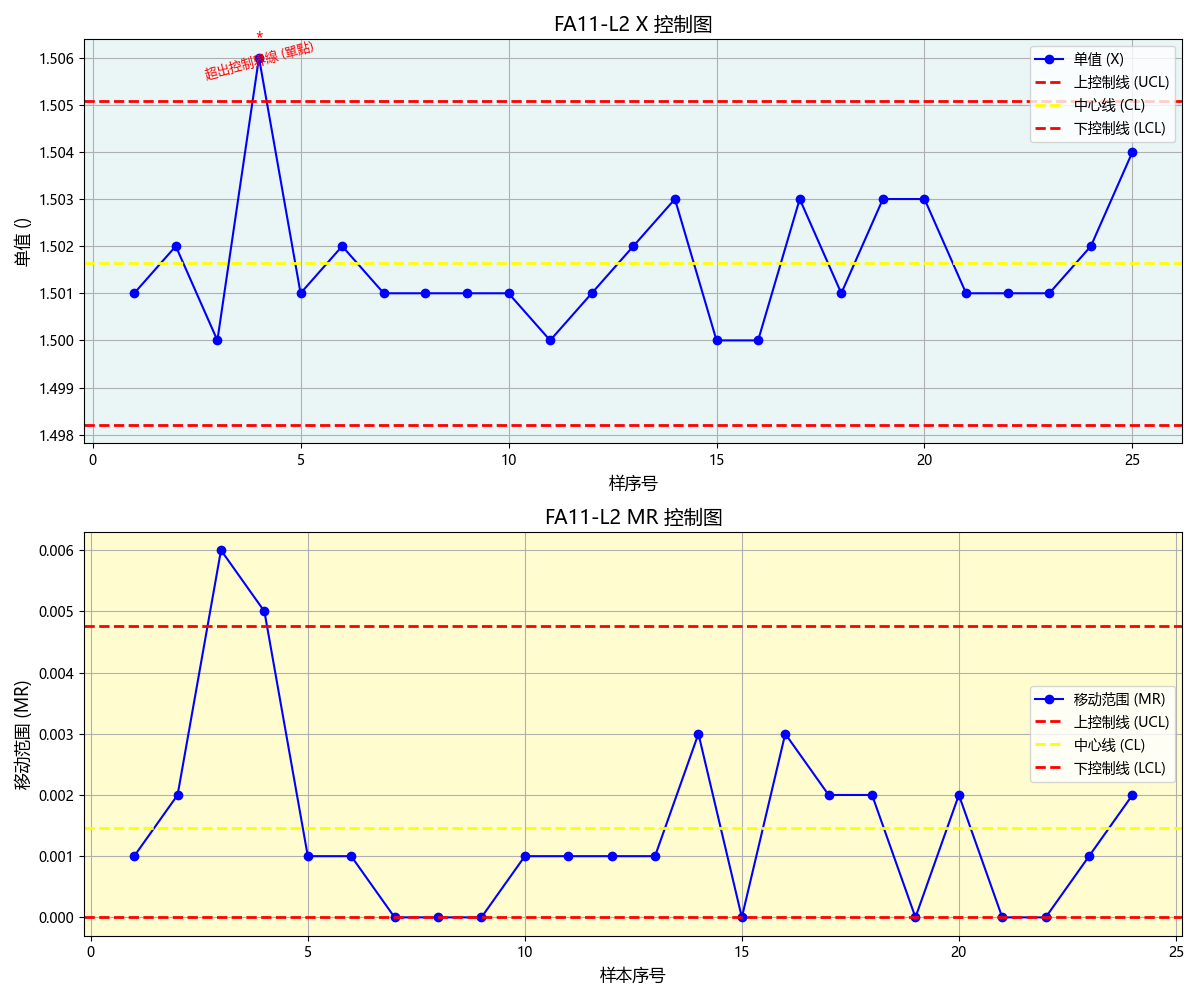 FA11-L2 X 控制图
*
超出控制界線 (單點)
单值 (X)
上控制线 (UCL)
中心线 (CL)
下控制线 (LCL)
单值 ()
1.506
1.505
1.504
1.503
1.502
1.501
1.500
1.499
1.498
0 5 10 15 20 25
样序号
FA11-L2 MR 控制图
移动范围 (MR)
0.006
0.005
0.004
0.003
0.002
0.001
0.000
移动范围 (MR)
上控制线 (UCL)
中心线 (CL)
下控制线 (LCL)
0 5 10 15 20 25
样本序号